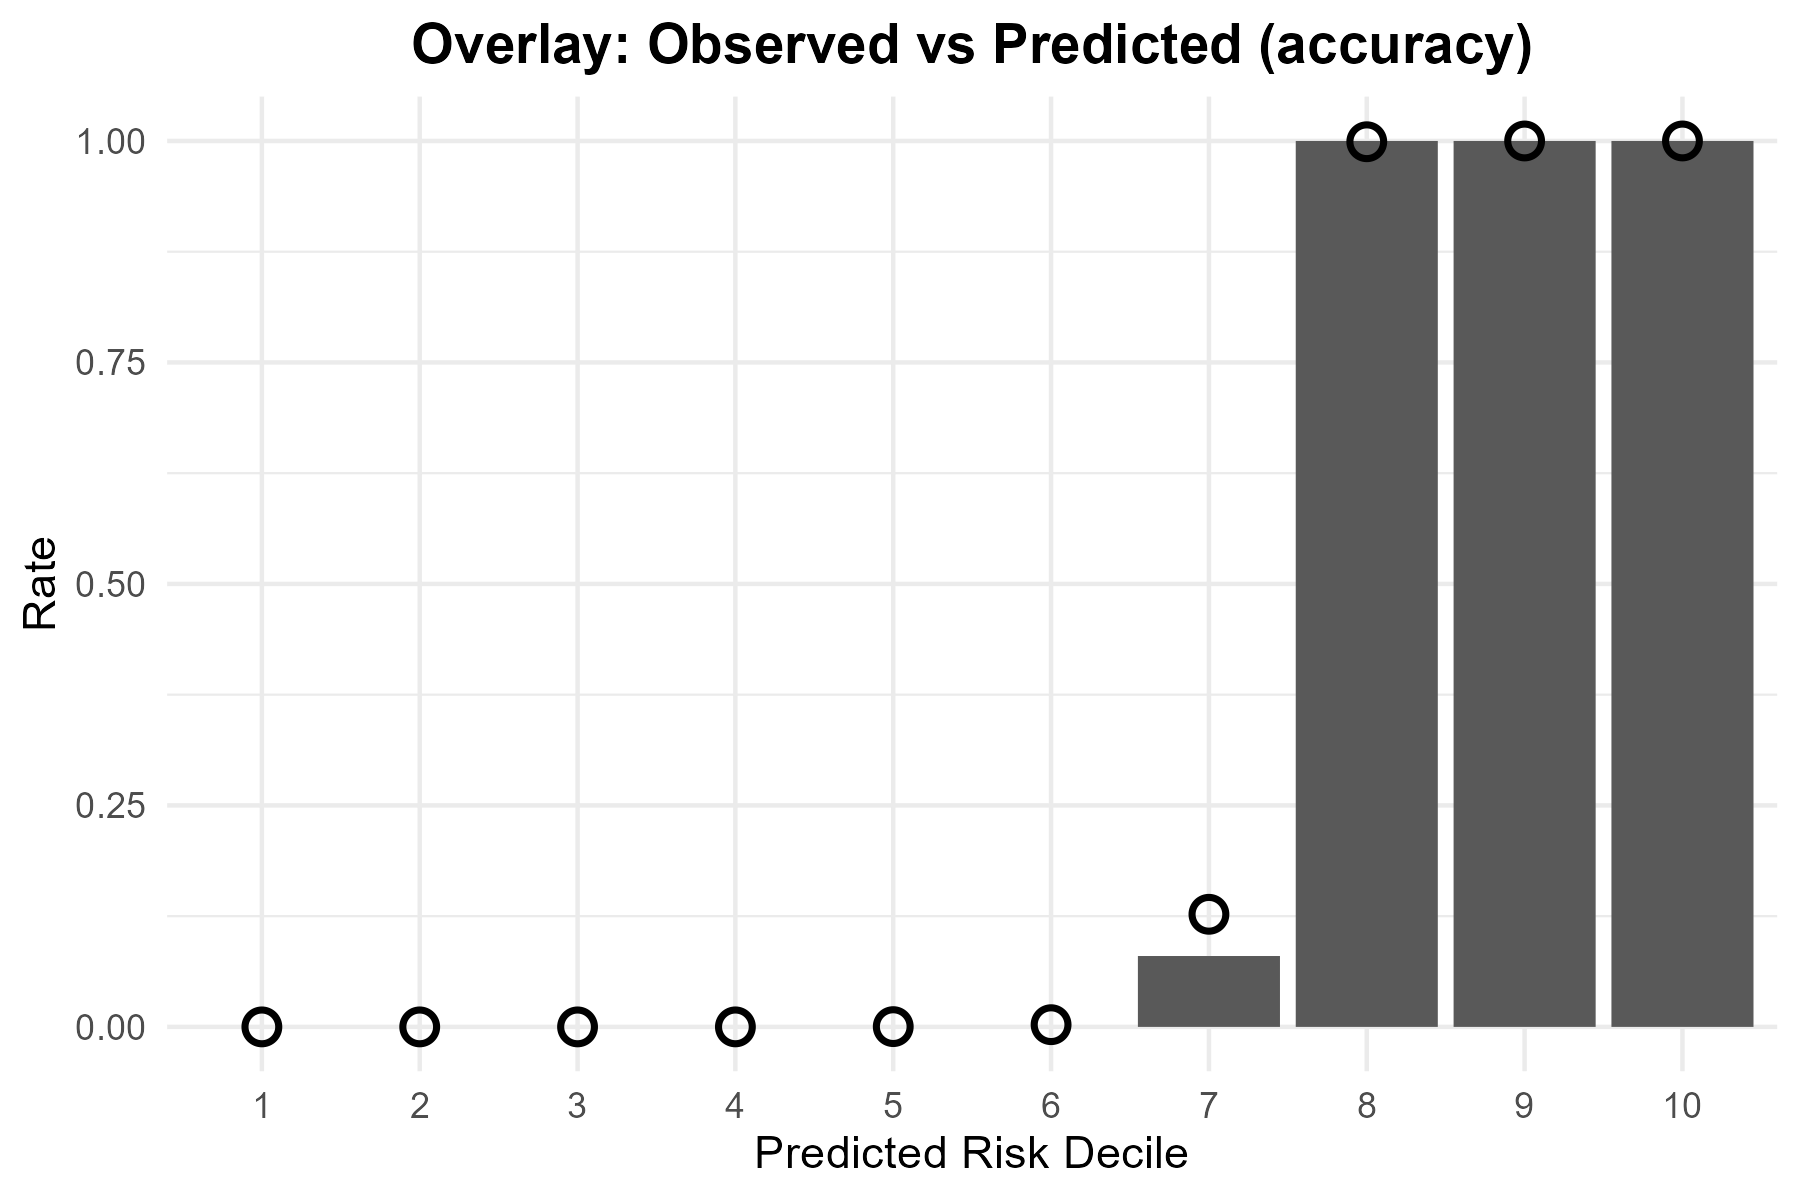 Overlay: Observed vs Predicted (accuracy)
1.00
0.75
0.50
0.25
0.00
Rate
1 2 3 4 5 6 7 8 9 10
Predicted Risk Decile